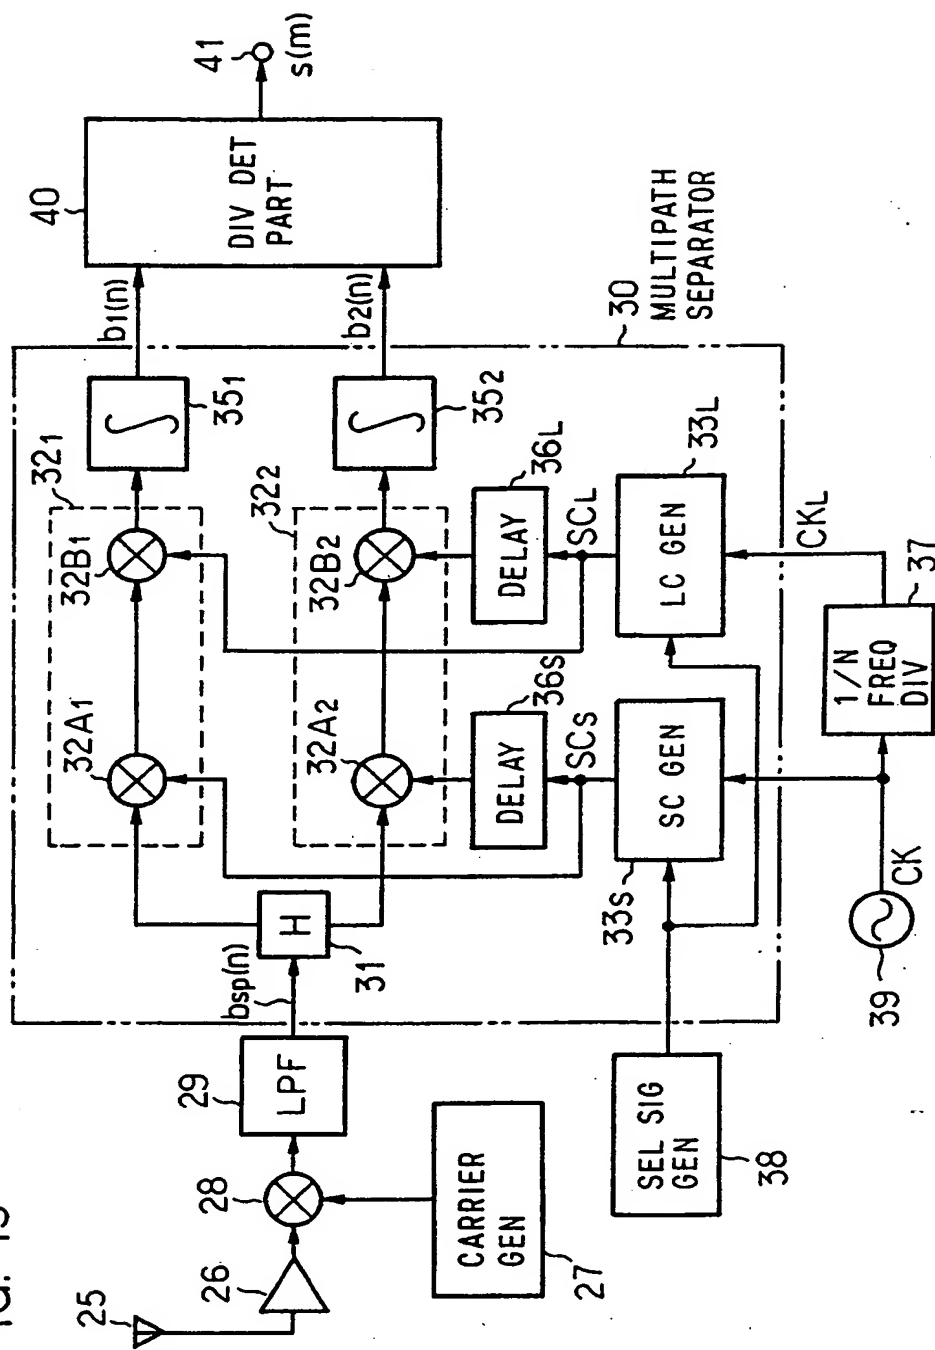 25
26
27
CARRIER
GEN
28
29
LPF
bsp(n)
H
31
321
32A1
32B1
∫
351
b1(n)
322
32A2
32B2
∫
352
b2(n)
40
DIV DET
PART
41
s(m)
30
MULTIPATH
SEPARATOR
DELAY
36S
SCS
SC GEN
33S
DELAY
36L
SCL
LC GEN
33L
SEL SIG
GEN
38
39
CK
1/N
FREQ
DIV
37
CKL